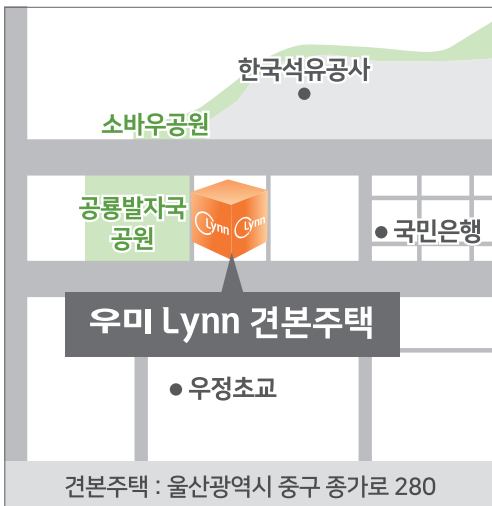 한국석유공사
소바우공원
공룡발자국
공원
Lynn Lynn
국민은행
우미 Lynn 견본주택
우정초교
견본주택 : 울산광역시 중구 종가로 280